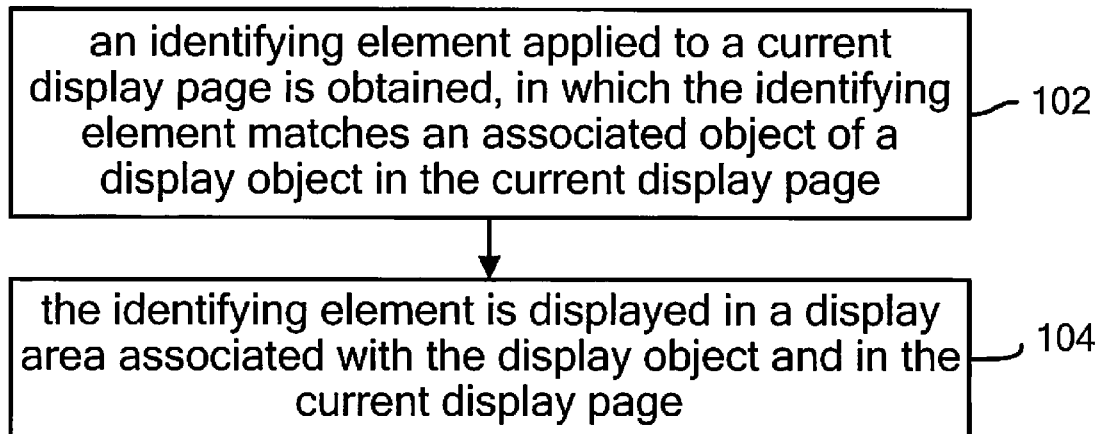 an identifying element applied to a current
display page is obtained, in which the identifying
element matches an associated object of a
display object in the current display page
102
the identifying element is displayed in a display
area associated with the display object and in the
current display page
104